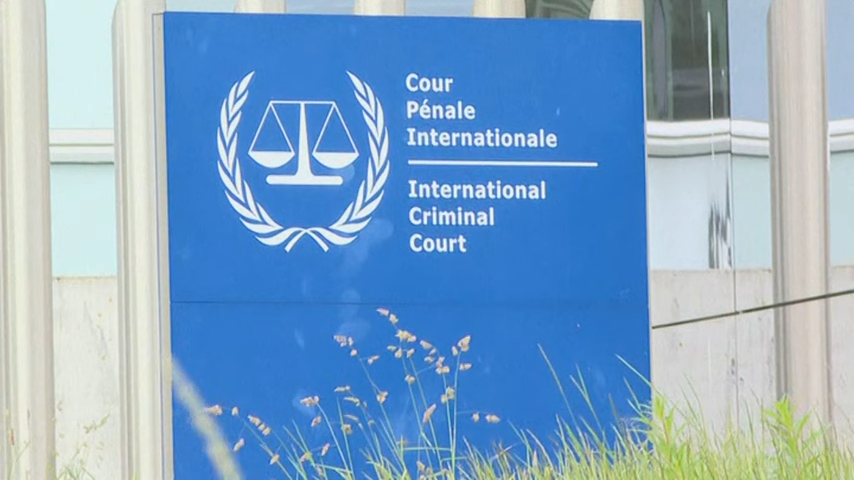 Cour
Pénale
Internationale
International
Criminal
Court